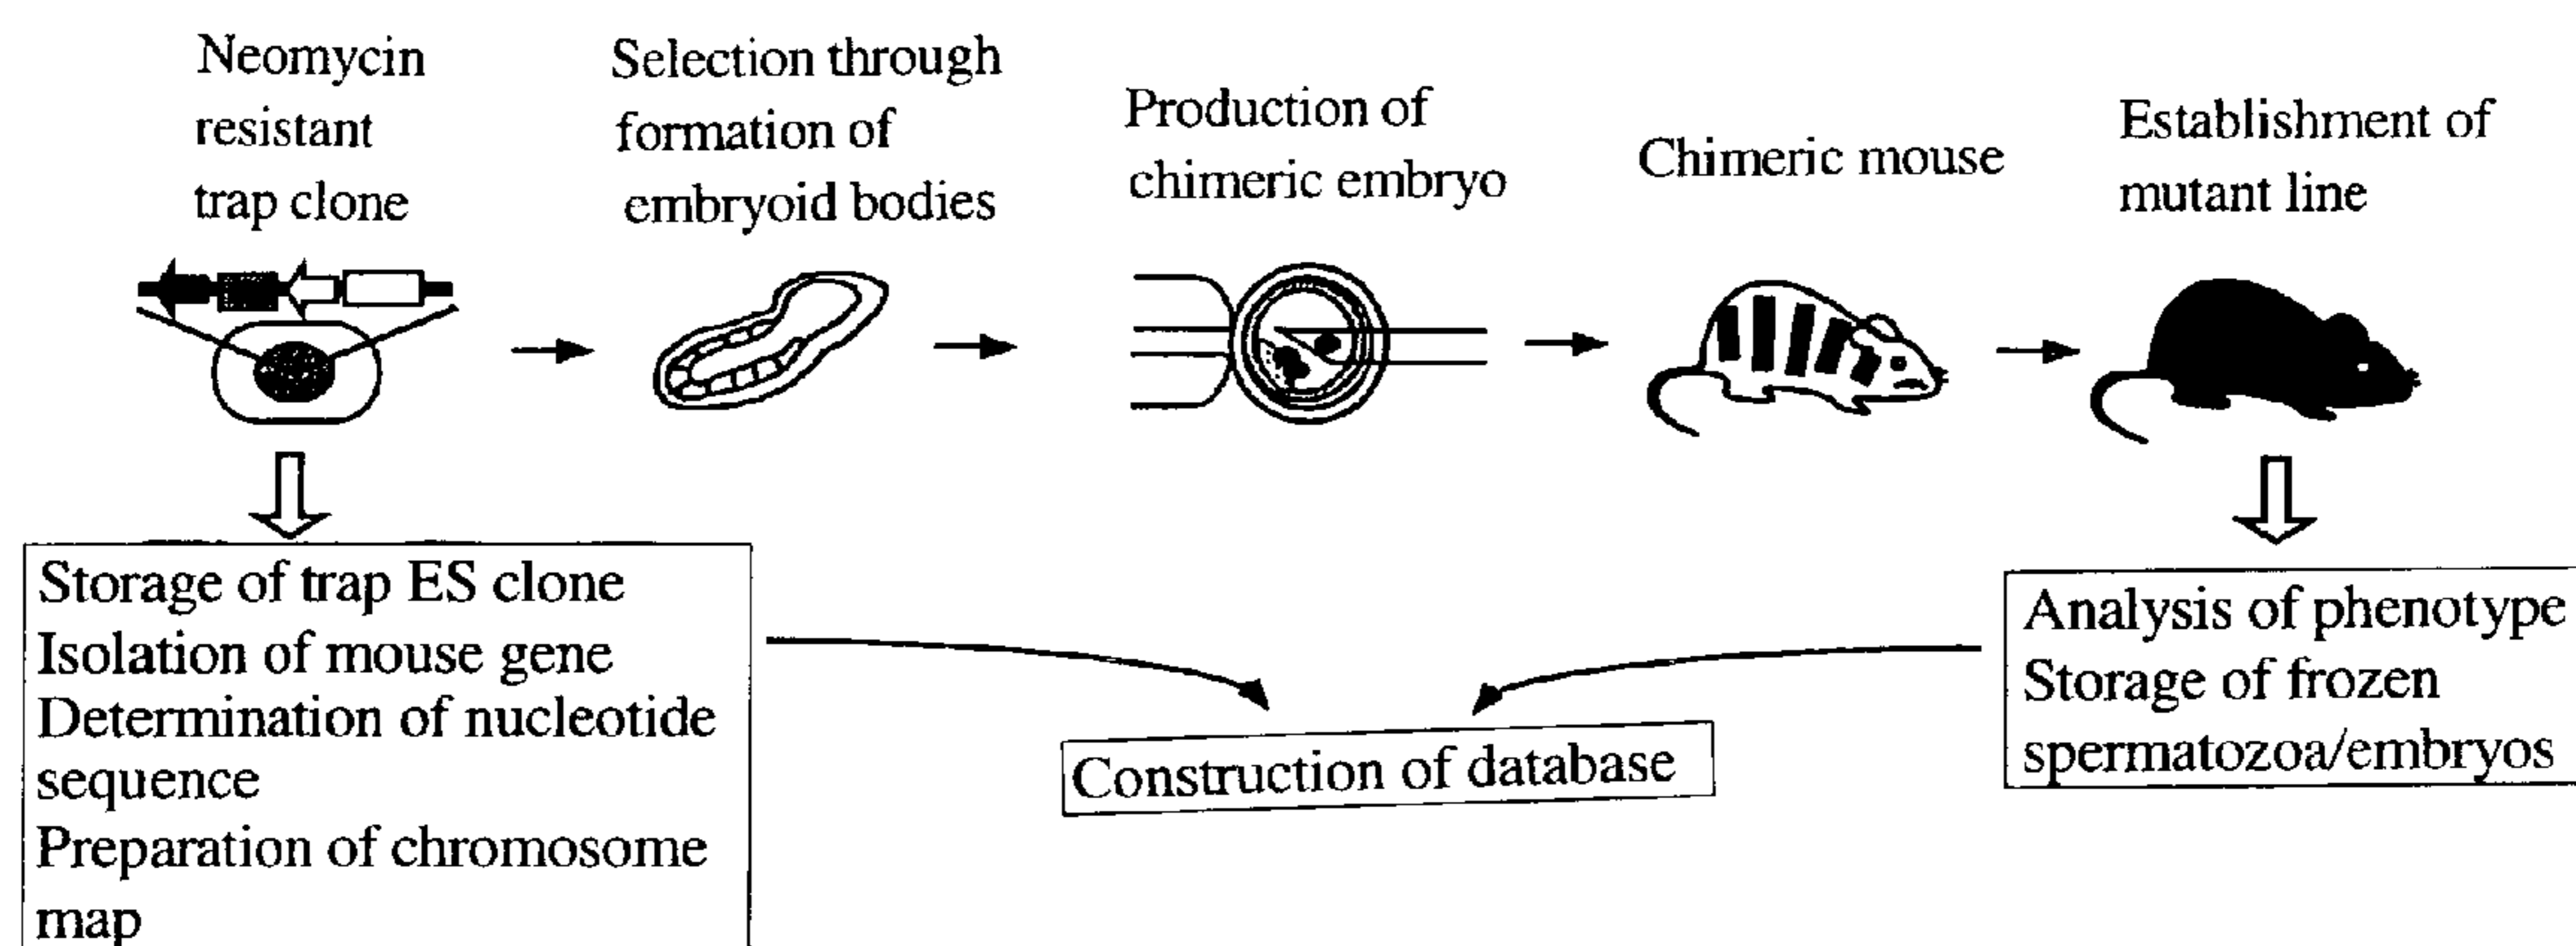 Neomycin
resistant
trap clone
Selection through
formation of
embryoid bodies
Production of
chimeric embryo
Chimeric mouse
Establishment of
mutant line
Storage of trap ES clone
Isolation of mouse gene
Determination of nucleotide
sequence
Preparation of chromosome
map
Construction of database
Analysis of phenotype
Storage of frozen
spermatozoa/embryos